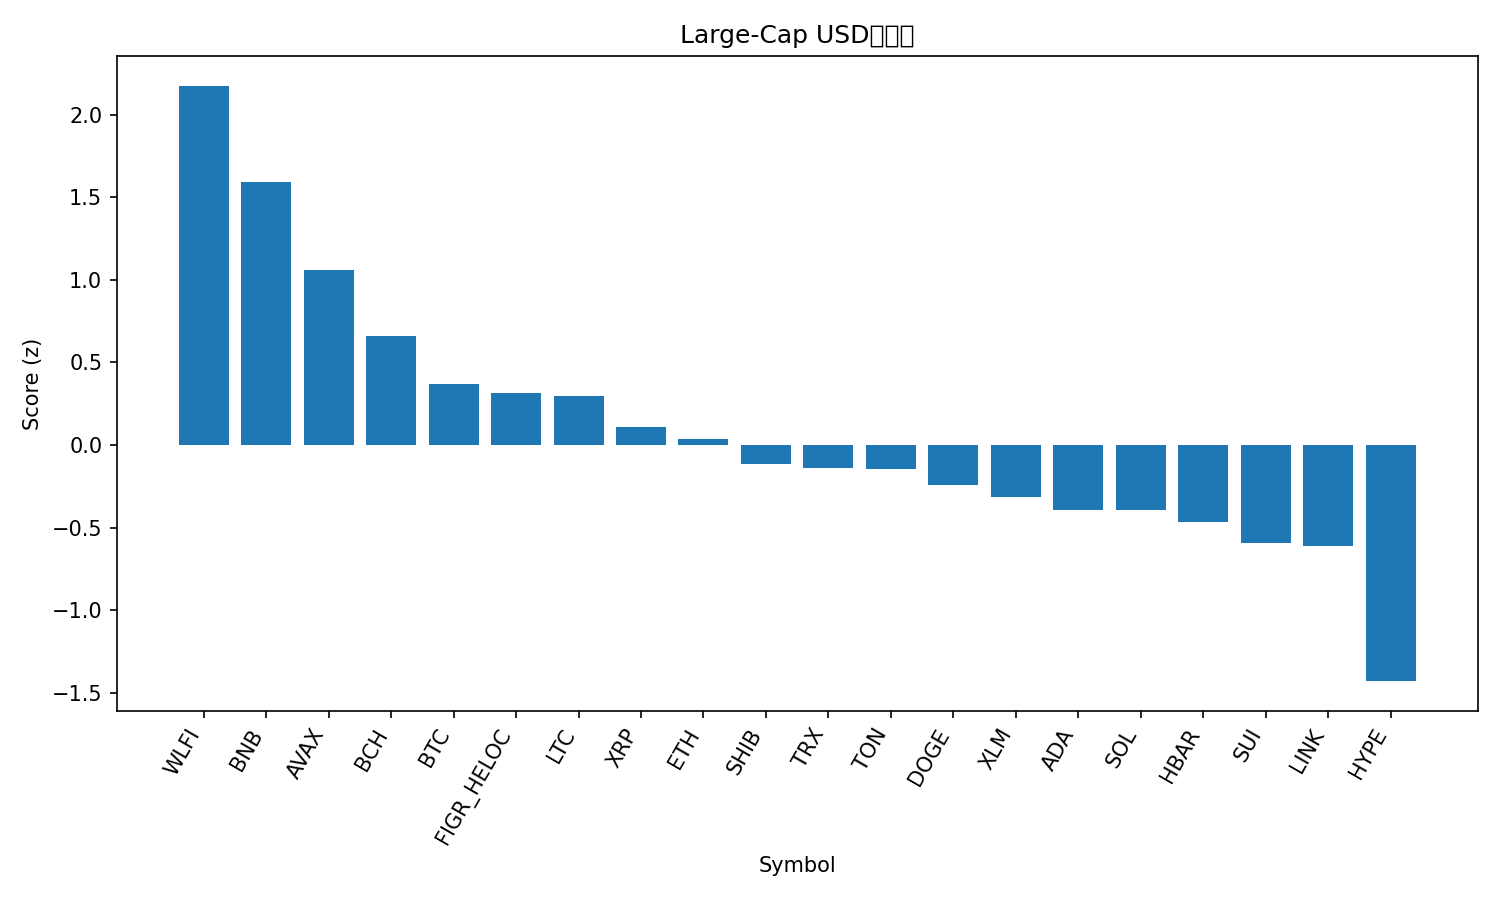 Large-Cap USD
Score (z)
2.0
1.5
1.0
0.5
0.0
−0.5
−1.0
−1.5
WLFI
BNB
AVAX
BCH
BTC
FIGR_HELOC
LTC
XRP
ETH
SHIB
TRX
TON
DOGE
XLM
ADA
SOL
HBAR
SUI
LINK
HYPE
Symbol